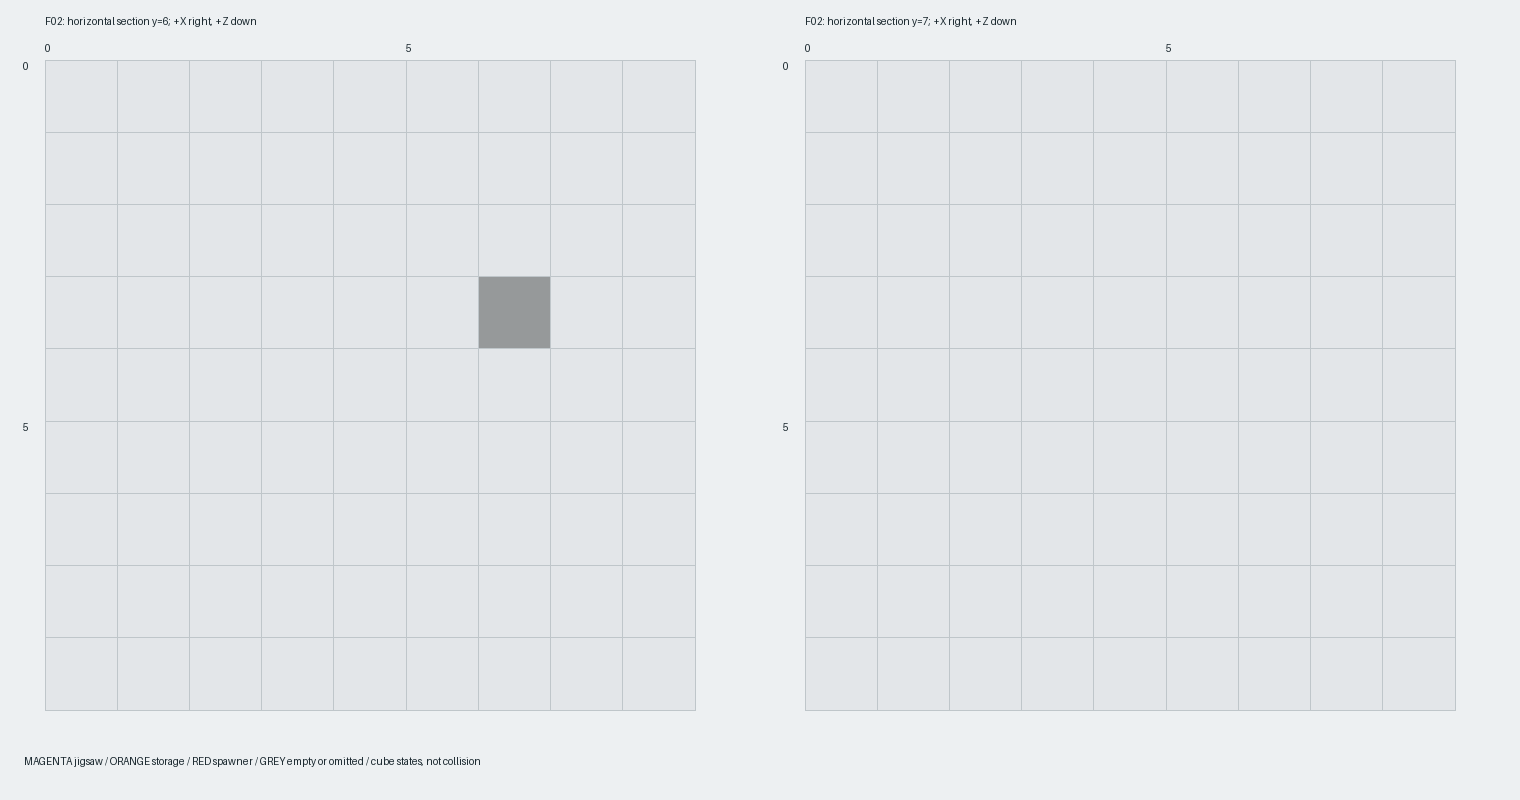 F02: horizontal section y=6; +X right, +Z down
F02: horizontal section y=7; +X right, +Z down
0 5
0 5
0
0
5
5
MAGENTA jigsaw / ORANGE storage / RED spawner / GREY empty or omitted / cube states, not collision